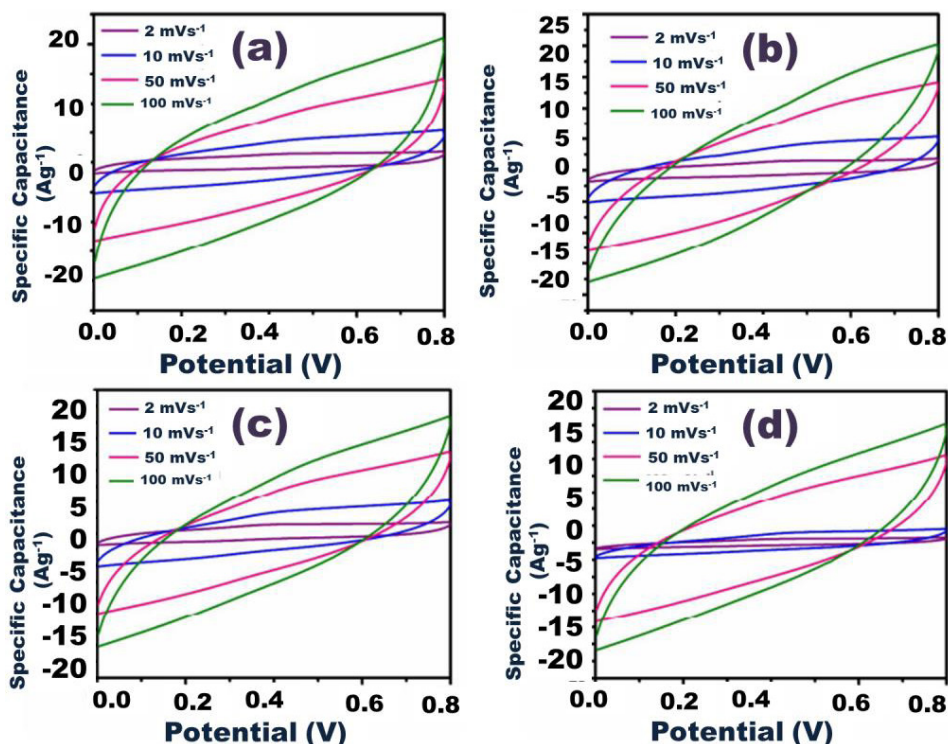 (a)
2 mVs⁻¹
10 mVs⁻¹
50 mVs⁻¹
100 mVs⁻¹
20
10
0
-10
-20
Specific Capacitance
(Ag⁻¹)
0.0 0.2 0.4 0.6 0.8
Potential (V)
(b)
2 mVs⁻¹
10 mVs⁻¹
50 mVs⁻¹
100 mVs⁻¹
25
20
15
10
5
0
-5
-10
-15
-20
Specific Capacitance
(Ag⁻¹)
0.0 0.2 0.4 0.6 0.8
Potential (V)
(c)
2 mVs⁻¹
10 mVs⁻¹
50 mVs⁻¹
100 mVs⁻¹
20
15
10
5
0
-5
-10
-15
-20
Specific Capacitance
(Ag⁻¹)
0.0 0.2 0.4 0.6 0.8
Potential (V)
(d)
2 mVs⁻¹
10 mVs⁻¹
50 mVs⁻¹
100 mVs⁻¹
20
15
10
5
0
-5
-10
-15
-20
Specific Capacitance
(Ag⁻¹)
0.0 0.2 0.4 0.6 0.8
Potential (V)